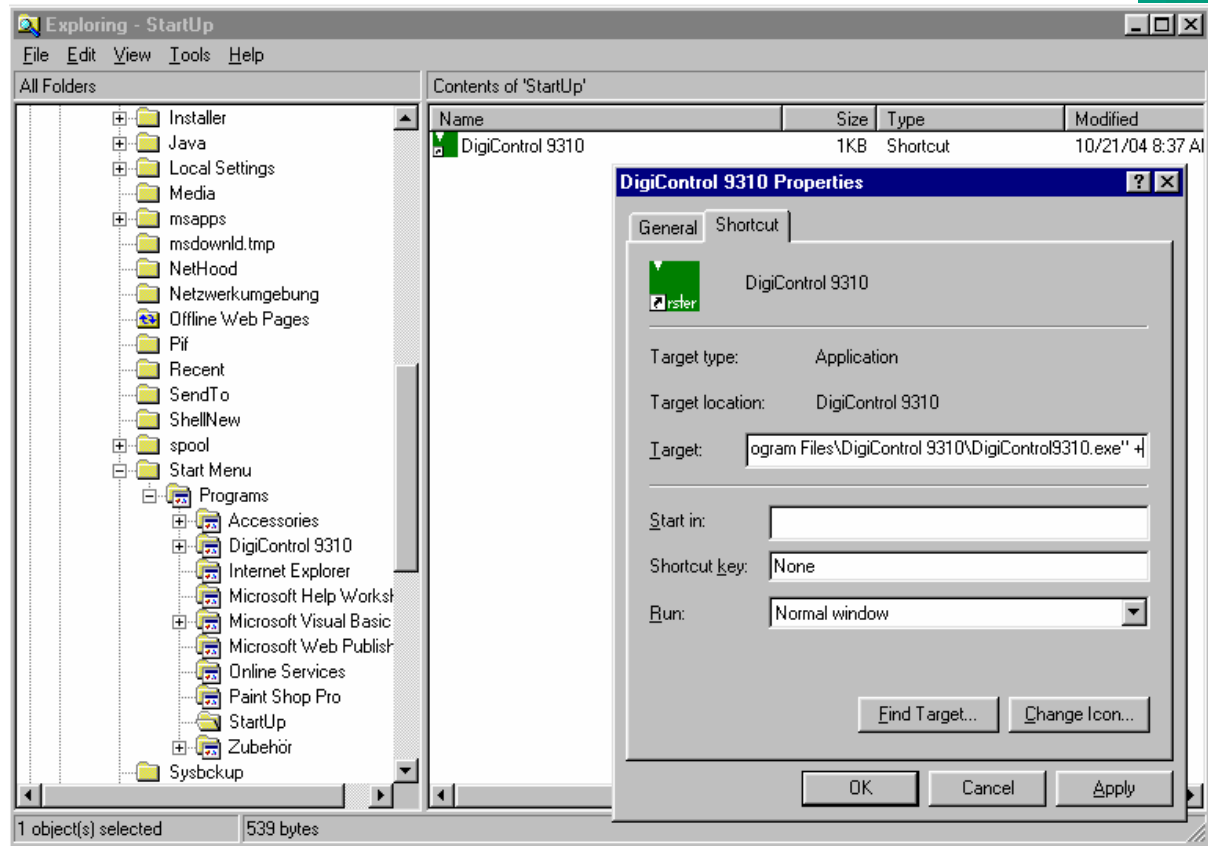 Exploring - StartUp
File Edit View Tools Help
All Folders
Contents of 'StartUp'
Installer
Java
Local Settings
Media
msapps
msdownld.tmp
NetHood
Netzwerkumgebung
Offline Web Pages
Pif
Recent
SendTo
ShellNew
spool
Start Menu
Programs
Accessories
DigiControl 9310
Internet Explorer
Microsoft Help Worksh
Microsoft Visual Basic
Microsoft Web Publish
Online Services
Paint Shop Pro
StartUp
Zubehör
Sysbckup
Name Size Type Modified
DigiControl 9310 1KB Shortcut 10/21/04 8:37 AM
DigiControl 9310 Properties
General Shortcut
rster
DigiControl 9310
Target type: Application
Target location: DigiControl 9310
Target: ogram Files\DigiControl 9310\DigiControl9310.exe" +
Start in:
Shortcut key: None
Run: Normal window
Find Target... Change Icon...
OK Cancel Apply
1 object(s) selected 539 bytes